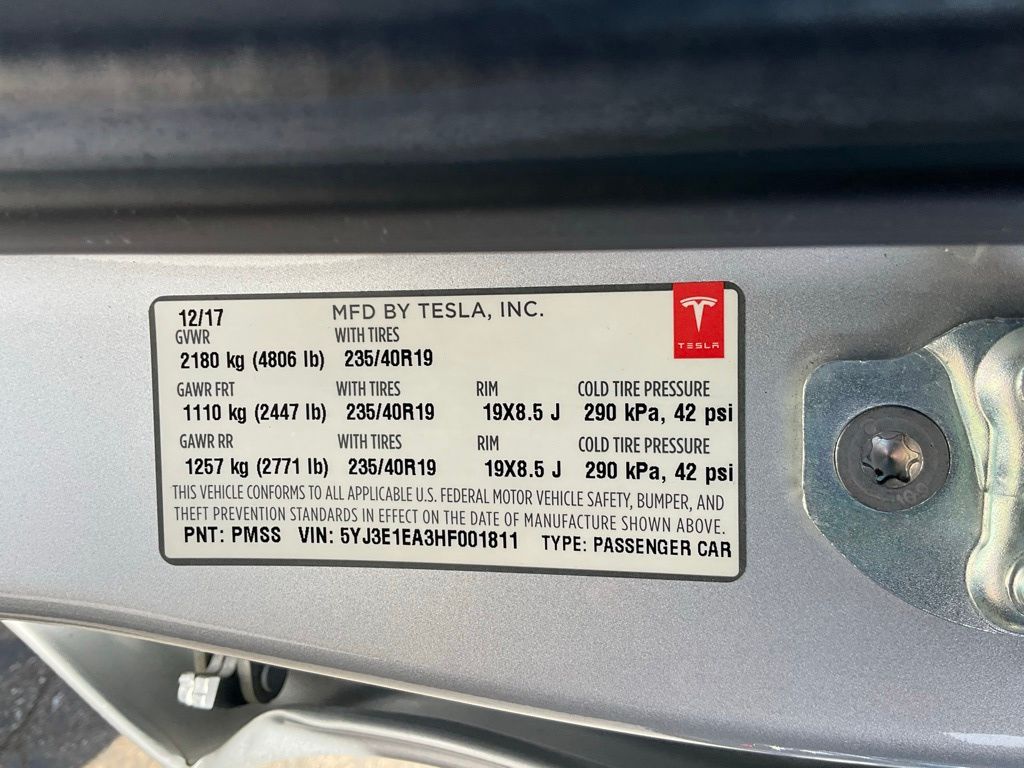 12/17 MFD BY TESLA, INC.
GVWR WITH TIRES
2180 kg (4806 lb) 235/40R19
TESLA
GAWR FRT WITH TIRES RIM COLD TIRE PRESSURE
1110 kg (2447 lb) 235/40R19 19X8.5 J 290 kPa, 42 psi
GAWR RR WITH TIRES RIM COLD TIRE PRESSURE
1257 kg (2771 lb) 235/40R19 19X8.5 J 290 kPa, 42 psi
THIS VEHICLE CONFORMS TO ALL APPLICABLE U.S. FEDERAL MOTOR VEHICLE SAFETY, BUMPER, AND
THEFT PREVENTION STANDARDS IN EFFECT ON THE DATE OF MANUFACTURE SHOWN ABOVE.
PNT: PMSS VIN: 5YJ3E1EA3HF001811 TYPE: PASSENGER CAR